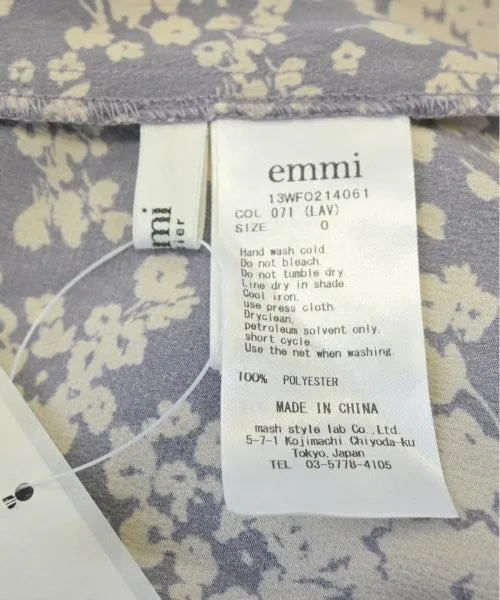 emmi
13WFO214061
COL 071 (LAV)
SIZE 0
Hand wash cold.
Do not bleach.
Do not tumble dry.
Line dry in shade.
Cool iron.
use press cloth.
Dryclean,
petroleum solvent only.
short cycle.
Use the net when washing.
100% POLYESTER
MADE IN CHINA
mash style lab Co.,Ltd.
5-7-1 Kojimachi.Chiyoda-ku
Tokyo,Japan
TEL 03-5778-4105